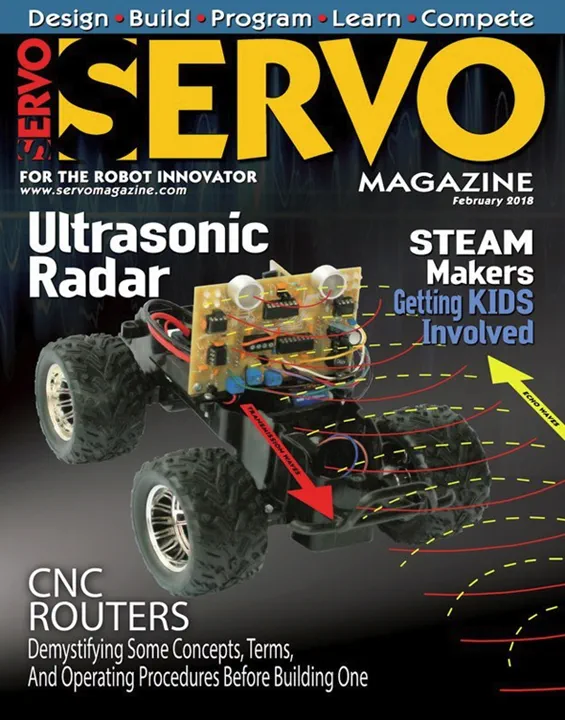 Design • Build • Program • Learn • Compete
SERVO
SERVO
FOR THE ROBOT INNOVATOR
www.servomagazine.com
MAGAZINE
February 2018
Ultrasonic
Radar
STEAM
Makers
Getting KIDS
Involved
TRANSMISSION WAVES
ECHO WAVES
CNC
ROUTERS
Demystifying Some Concepts, Terms,
And Operating Procedures Before Building One